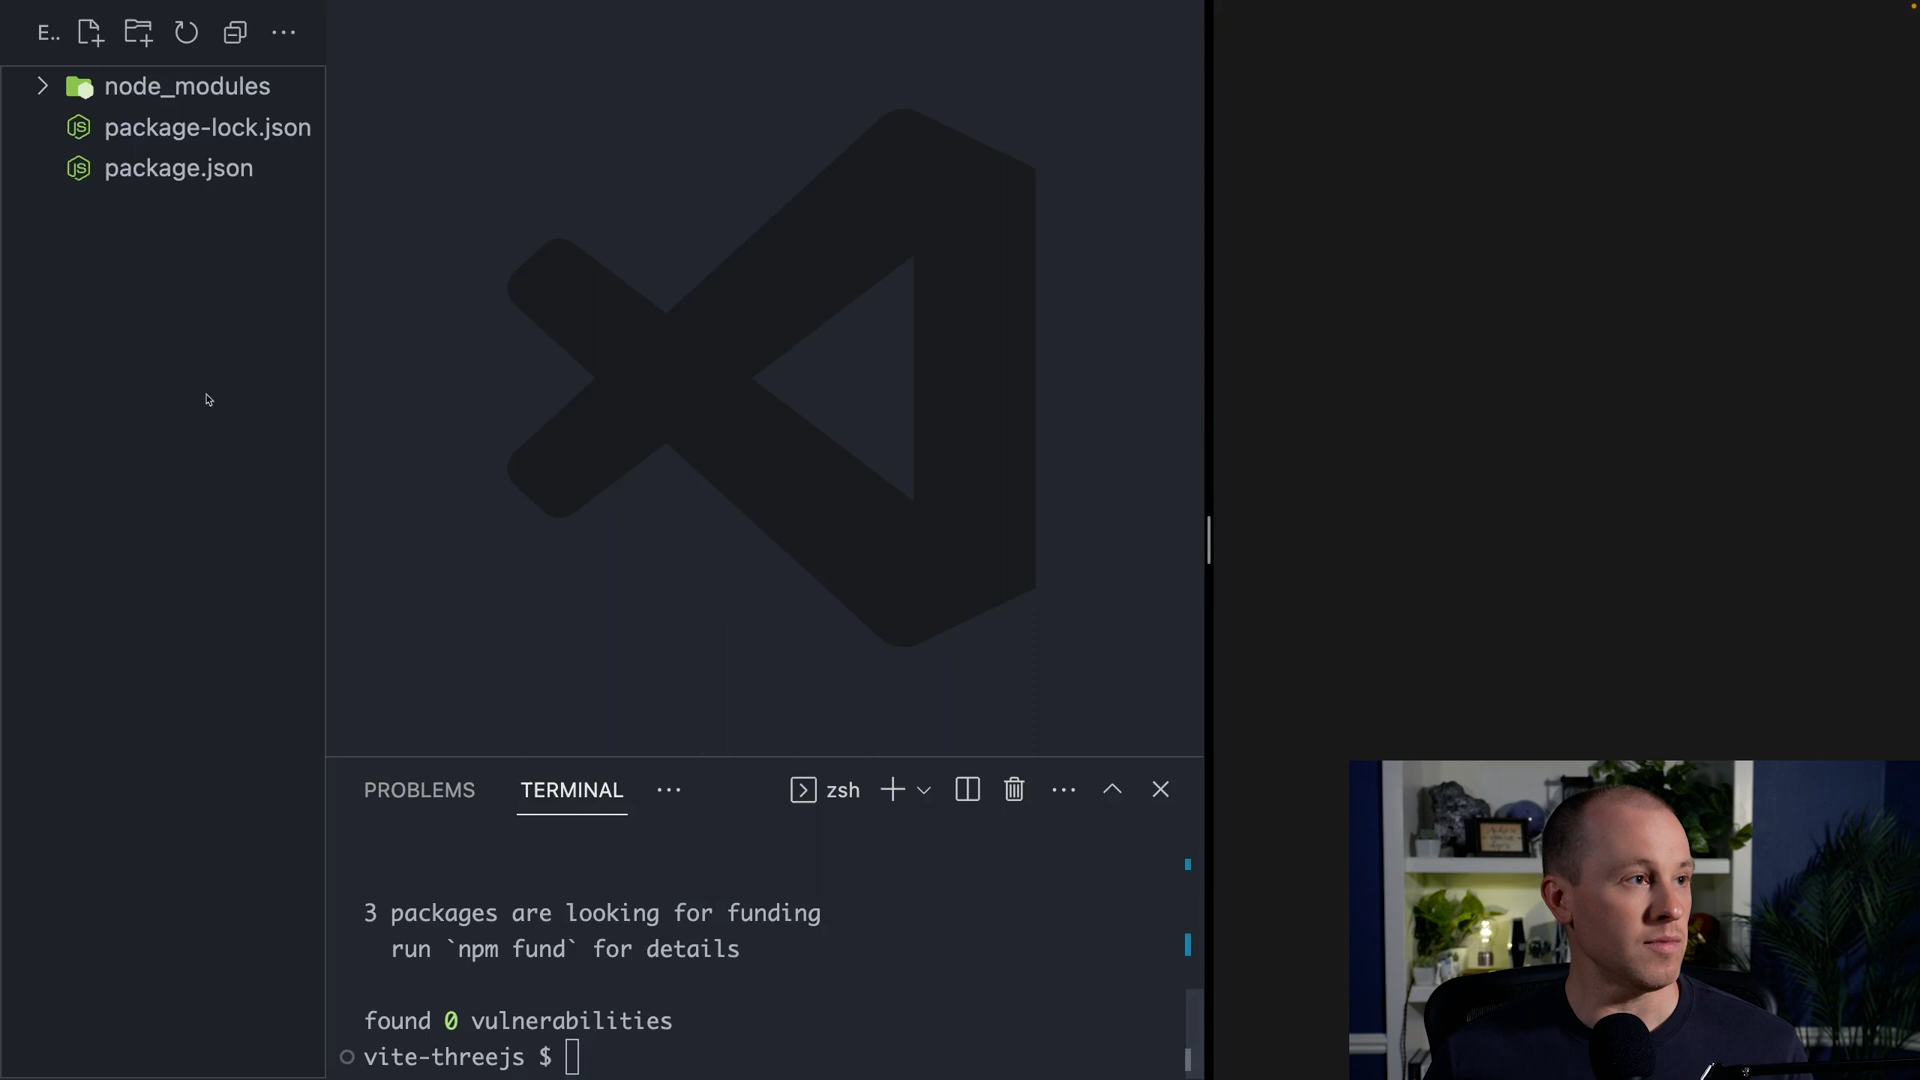 E..
node_modules
package-lock.json
package.json
PROBLEMS TERMINAL ··· zsh
3 packages are looking for funding
run `npm fund` for details
found 0 vulnerabilities
vite-threejs $